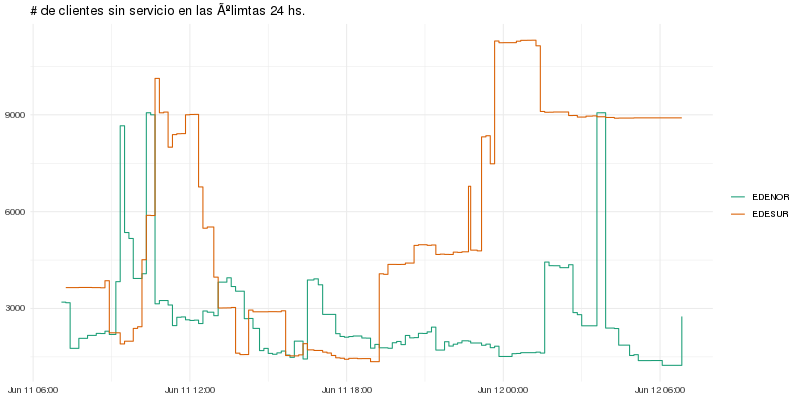 # de clientes sin servicio en las Ãºlimtas 24 hs.
9000
6000
3000
Jun 11 06:00
Jun 11 12:00
Jun 11 18:00
Jun 12 00:00
Jun 12 06:00
EDENOR
EDESUR